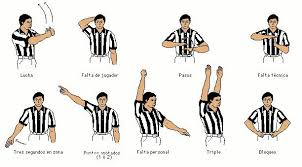 Lucha
Falta de jugador
Pasos
Falta técnica
Tres segundos en zona
Puntos anotados
(1 ó 2)
Falta personal
Triple
Bloqueo